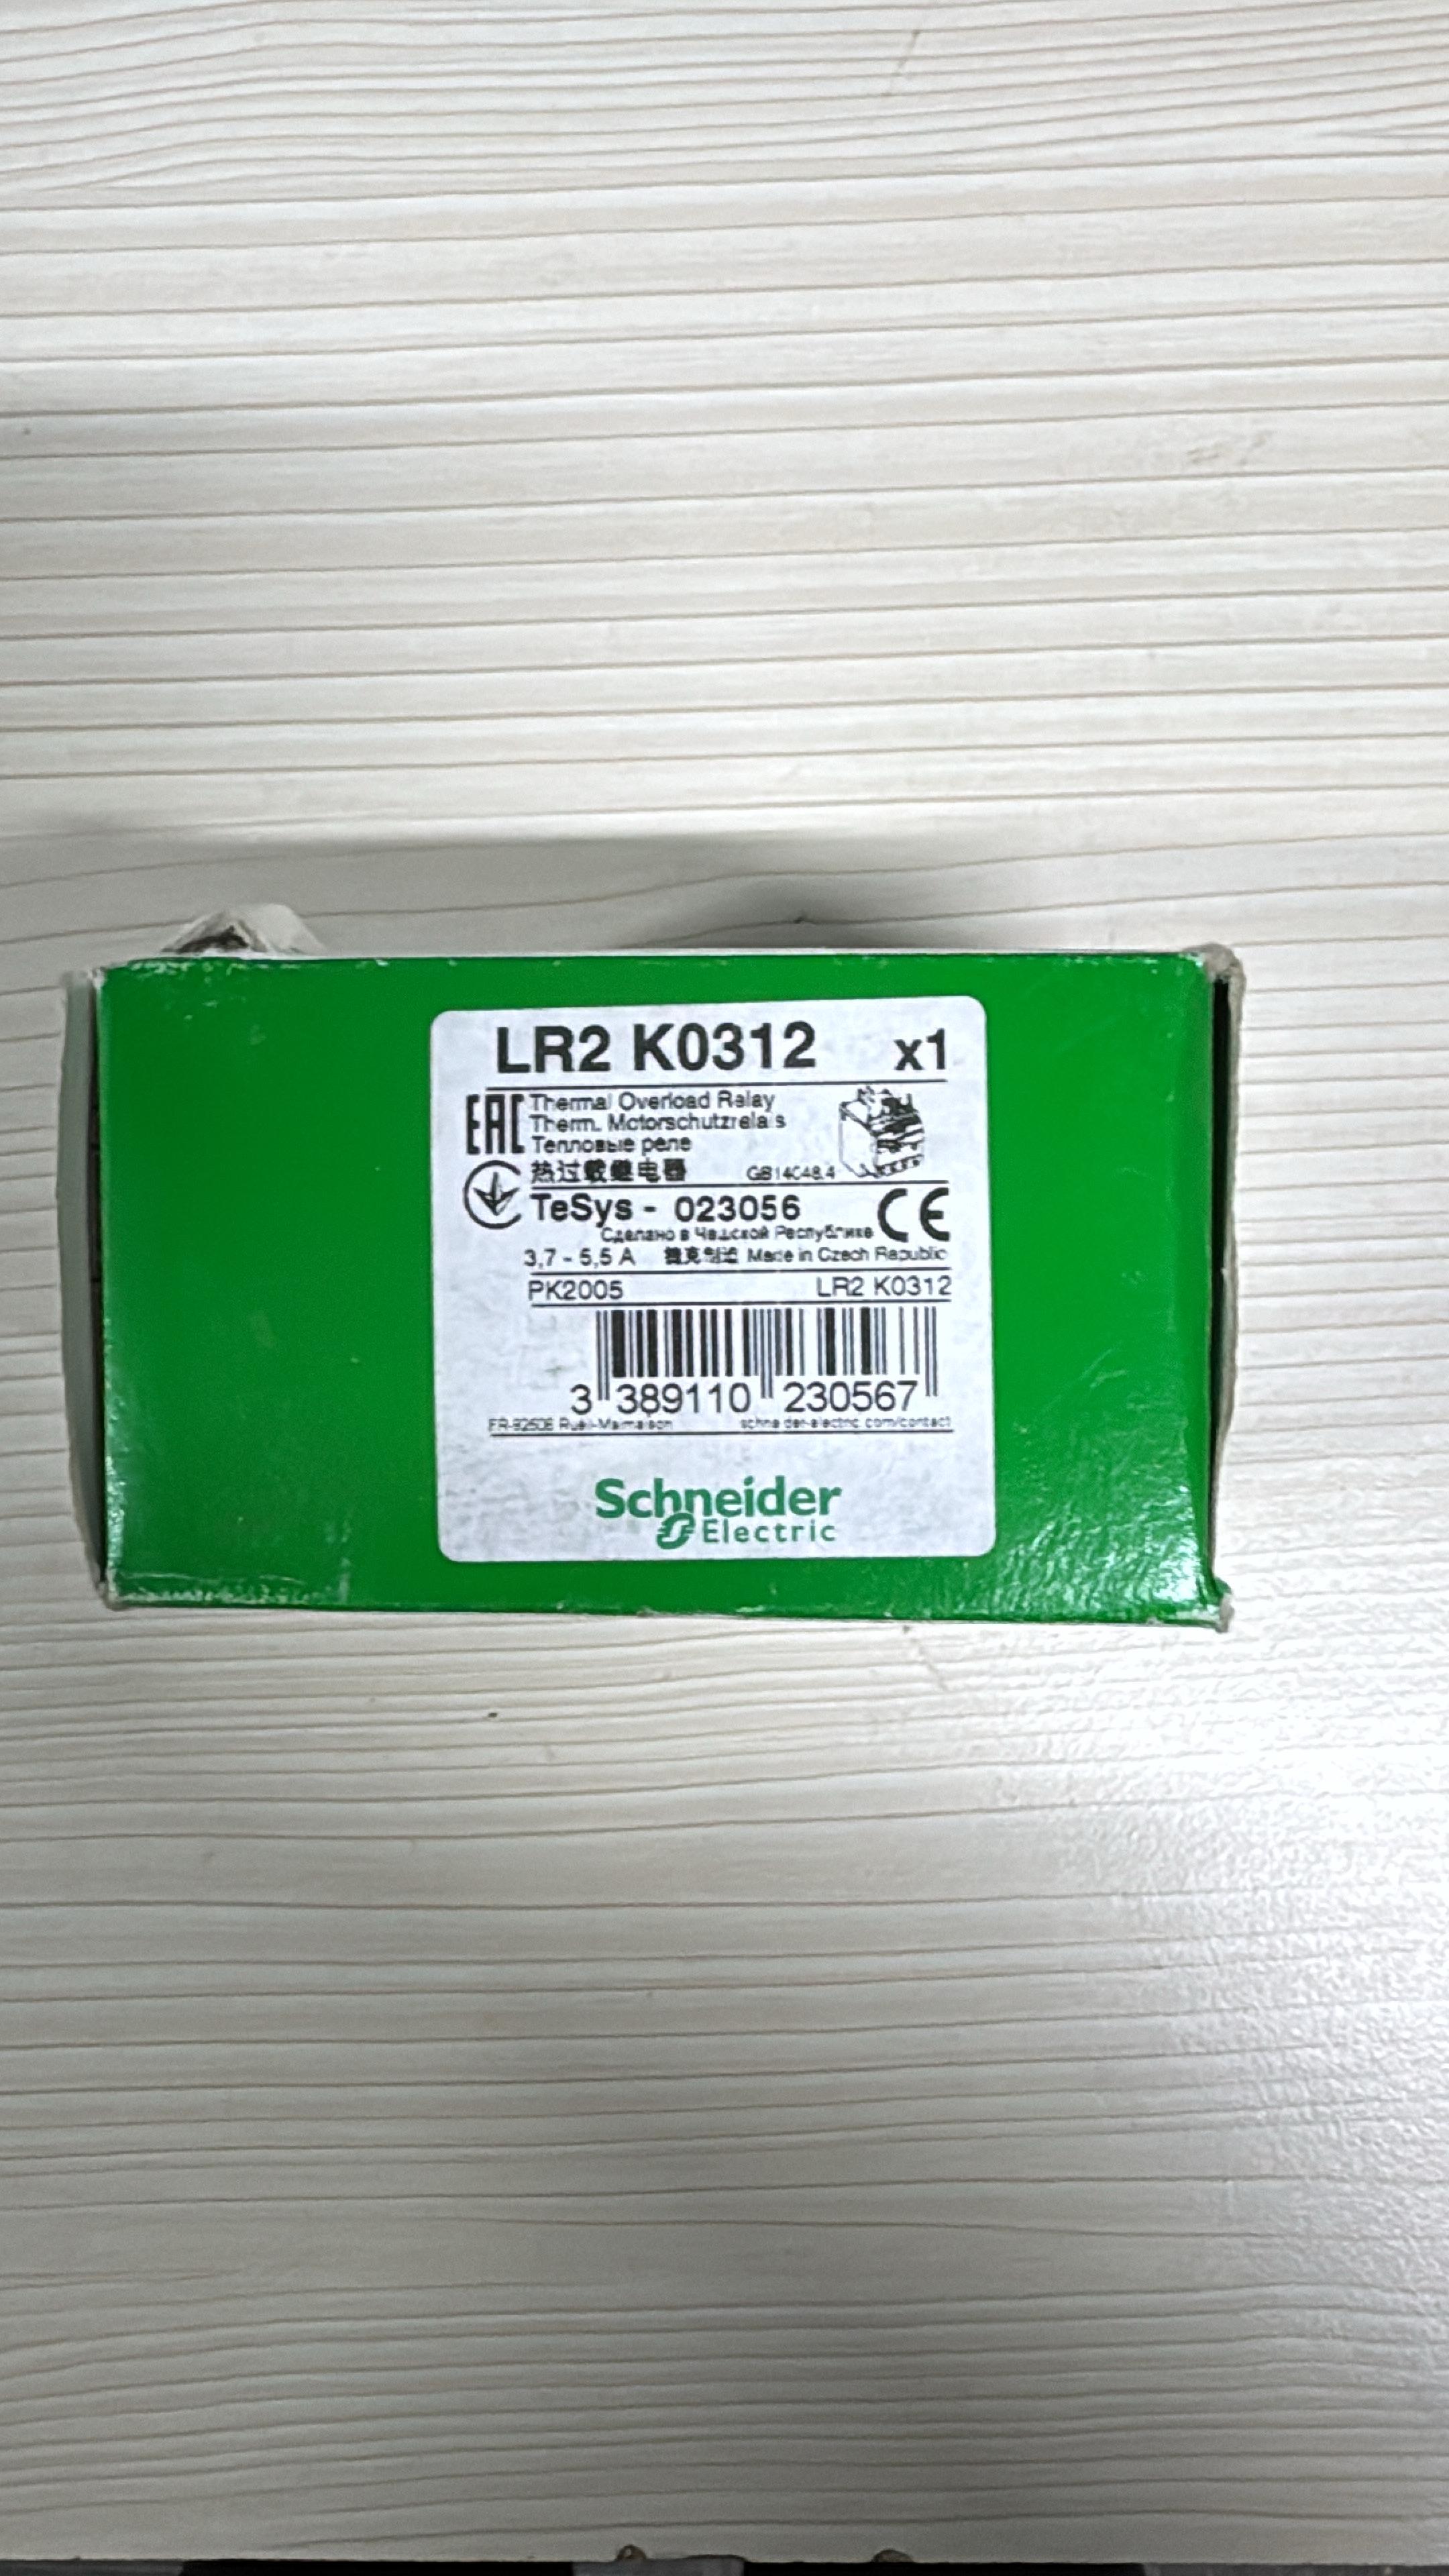 LR2 K0312 x1
EAC Thermal Overload Relay
Therm. Motorschutzrelais
Тепловые реле
热过载继电器 GB14048.4
TeSys - 023056 CE
Сделано в Чешской Республике
3,7 - 5,5 A 捷克制造 Made in Czech Republic
PK2005 LR2 K0312
3 389110 230567
FR-92506 Rueil-Malmaison schneider-electric.com/contact
Schneider
Electric